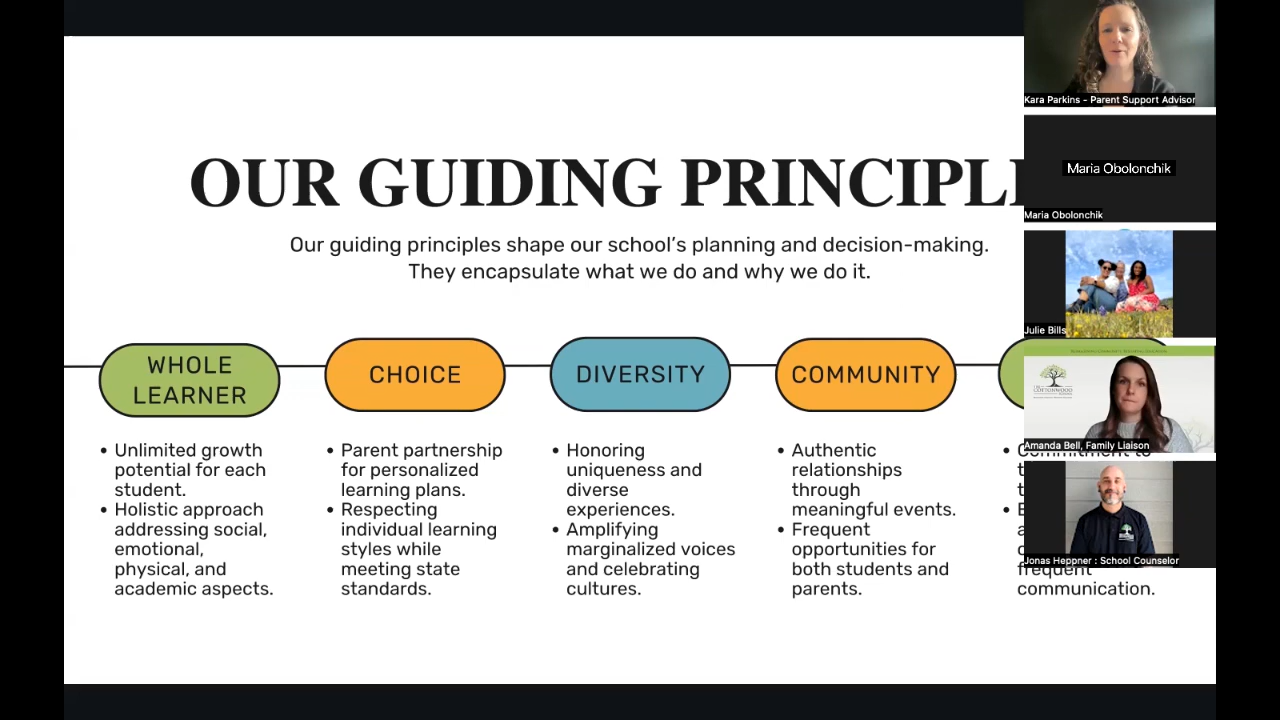 OUR GUIDING PRINCIPL
Our guiding principles shape our school's planning and decision-making.
They encapsulate what we do and why we do it.
WHOLE
LEARNER
Unlimited growth
potential for each
student.
Holistic approach
addressing social,
emotional,
physical, and
academic aspects.
CHOICE
Parent partnership
for personalized
learning plans.
Respecting
individual learning
styles while
meeting state
standards.
DIVERSITY
Honoring
uniqueness and
diverse
experiences.
Amplifying
marginalized voices
and celebrating
cultures.
COMMUNITY
Authentic
relationships
through
meaningful events.
Frequent
opportunities for
both students and
parents.
Commitment to
frequent
communication.
Kara Parkins - Parent Support Advisor
Maria Obolonchik
Maria Obolonchik
Julie Bills
COTTONWOOD
Amanda Bell, Family Liaison
Jonas Heppner : School Counselor